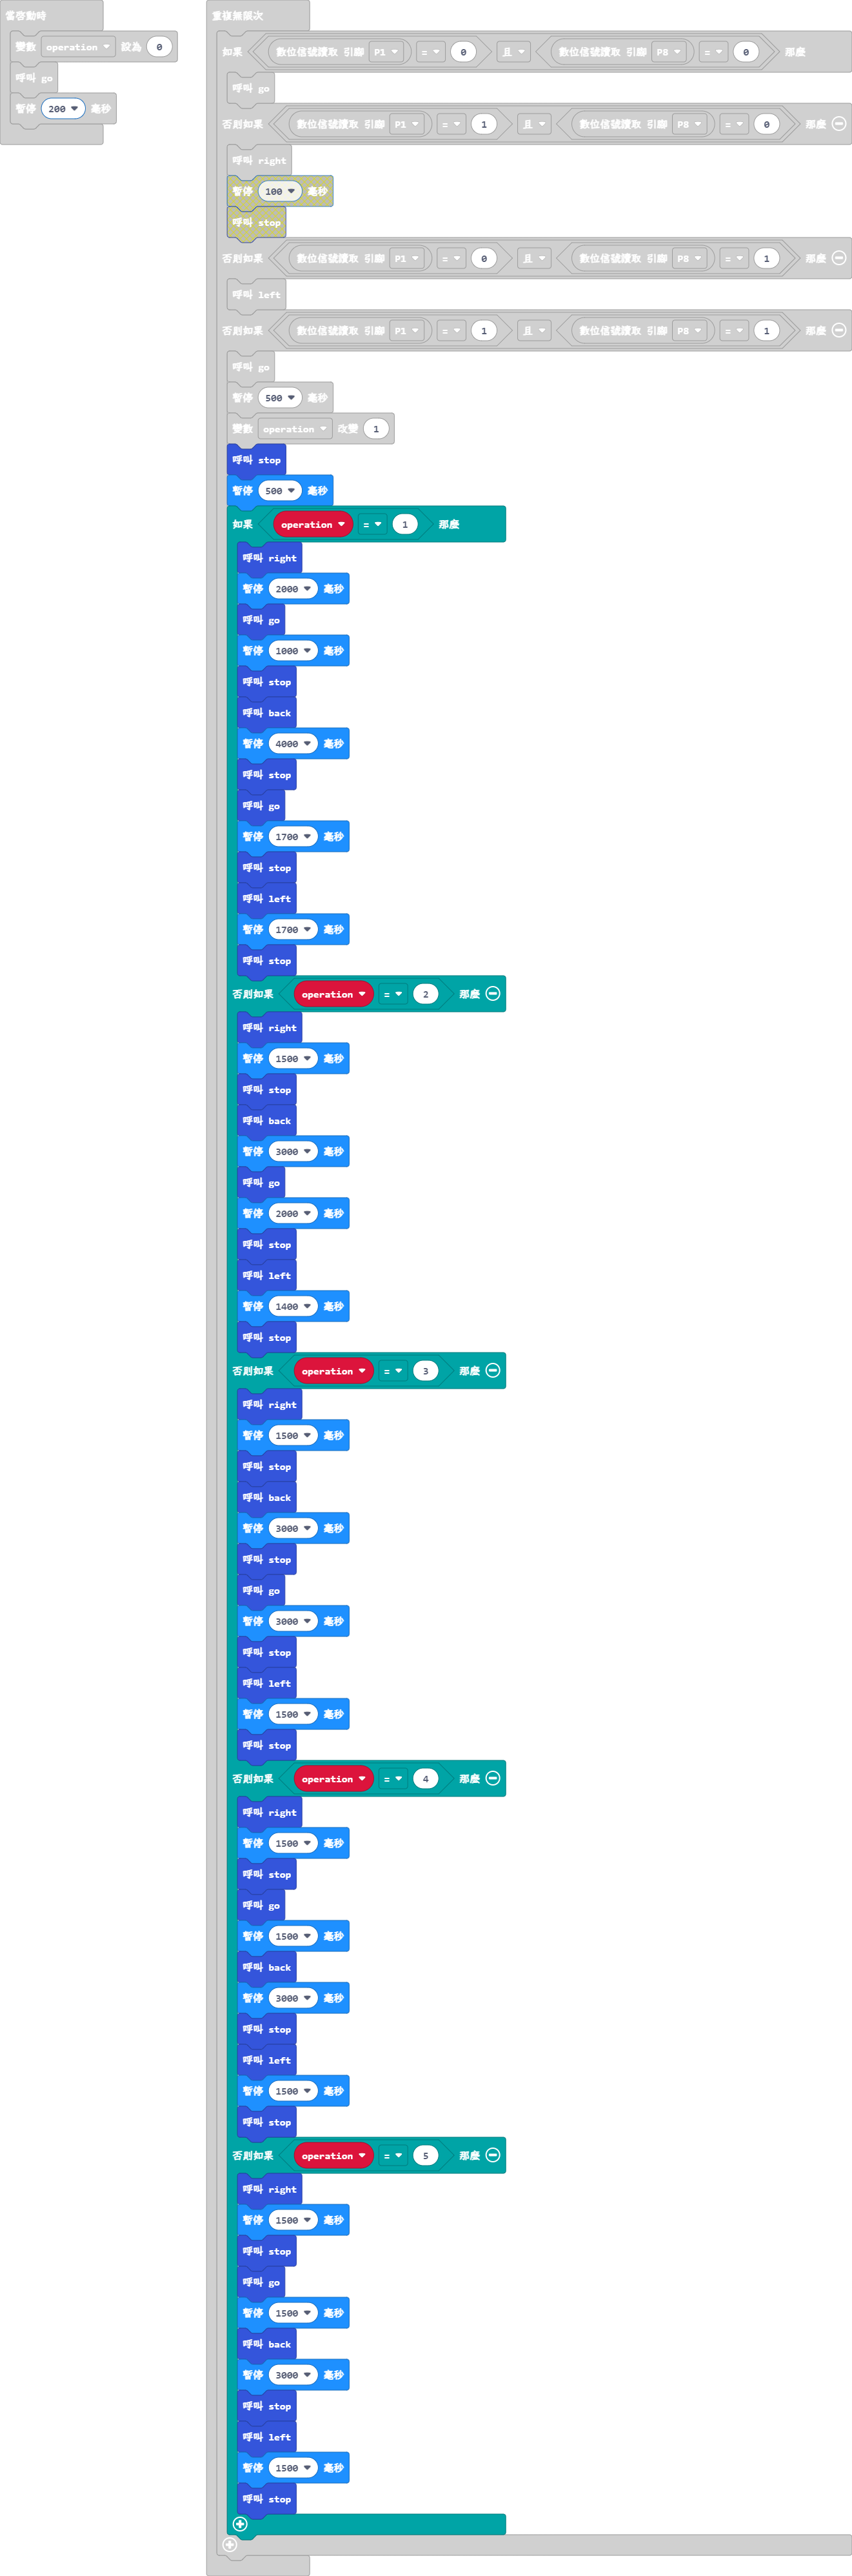 當啓動時
變數 operation 設為 0
呼叫 go
暫停 200 毫秒
重複無限次
如果 數位信號讀取 引腳 P1 = 0 且 數位信號讀取 引腳 P8 = 0 那麼
呼叫 go
否則如果 數位信號讀取 引腳 P1 = 1 且 數位信號讀取 引腳 P8 = 0 那麼
呼叫 right
暫停 100 毫秒
呼叫 stop
否則如果 數位信號讀取 引腳 P1 = 0 且 數位信號讀取 引腳 P8 = 1 那麼
呼叫 left
否則如果 數位信號讀取 引腳 P1 = 1 且 數位信號讀取 引腳 P8 = 1 那麼
呼叫 go
暫停 500 毫秒
變數 operation 改變 1
呼叫 stop
暫停 500 毫秒
如果 operation = 1 那麼
呼叫 right
暫停 2000 毫秒
呼叫 go
暫停 1000 毫秒
呼叫 stop
呼叫 back
暫停 4000 毫秒
呼叫 stop
呼叫 go
暫停 1700 毫秒
呼叫 stop
呼叫 left
暫停 1700 毫秒
呼叫 stop
否則如果 operation = 2 那麼
呼叫 right
暫停 1500 毫秒
呼叫 stop
呼叫 back
暫停 3000 毫秒
呼叫 go
暫停 2000 毫秒
呼叫 stop
呼叫 left
暫停 1400 毫秒
呼叫 stop
否則如果 operation = 3 那麼
呼叫 right
暫停 1500 毫秒
呼叫 stop
呼叫 back
暫停 3000 毫秒
呼叫 stop
呼叫 go
暫停 3000 毫秒
呼叫 stop
呼叫 left
暫停 1500 毫秒
呼叫 stop
否則如果 operation = 4 那麼
呼叫 right
暫停 1500 毫秒
呼叫 stop
呼叫 go
暫停 1500 毫秒
呼叫 back
暫停 3000 毫秒
呼叫 stop
呼叫 left
暫停 1500 毫秒
呼叫 stop
否則如果 operation = 5 那麼
呼叫 right
暫停 1500 毫秒
呼叫 stop
呼叫 go
暫停 1500 毫秒
呼叫 back
暫停 3000 毫秒
呼叫 stop
呼叫 left
暫停 1500 毫秒
呼叫 stop